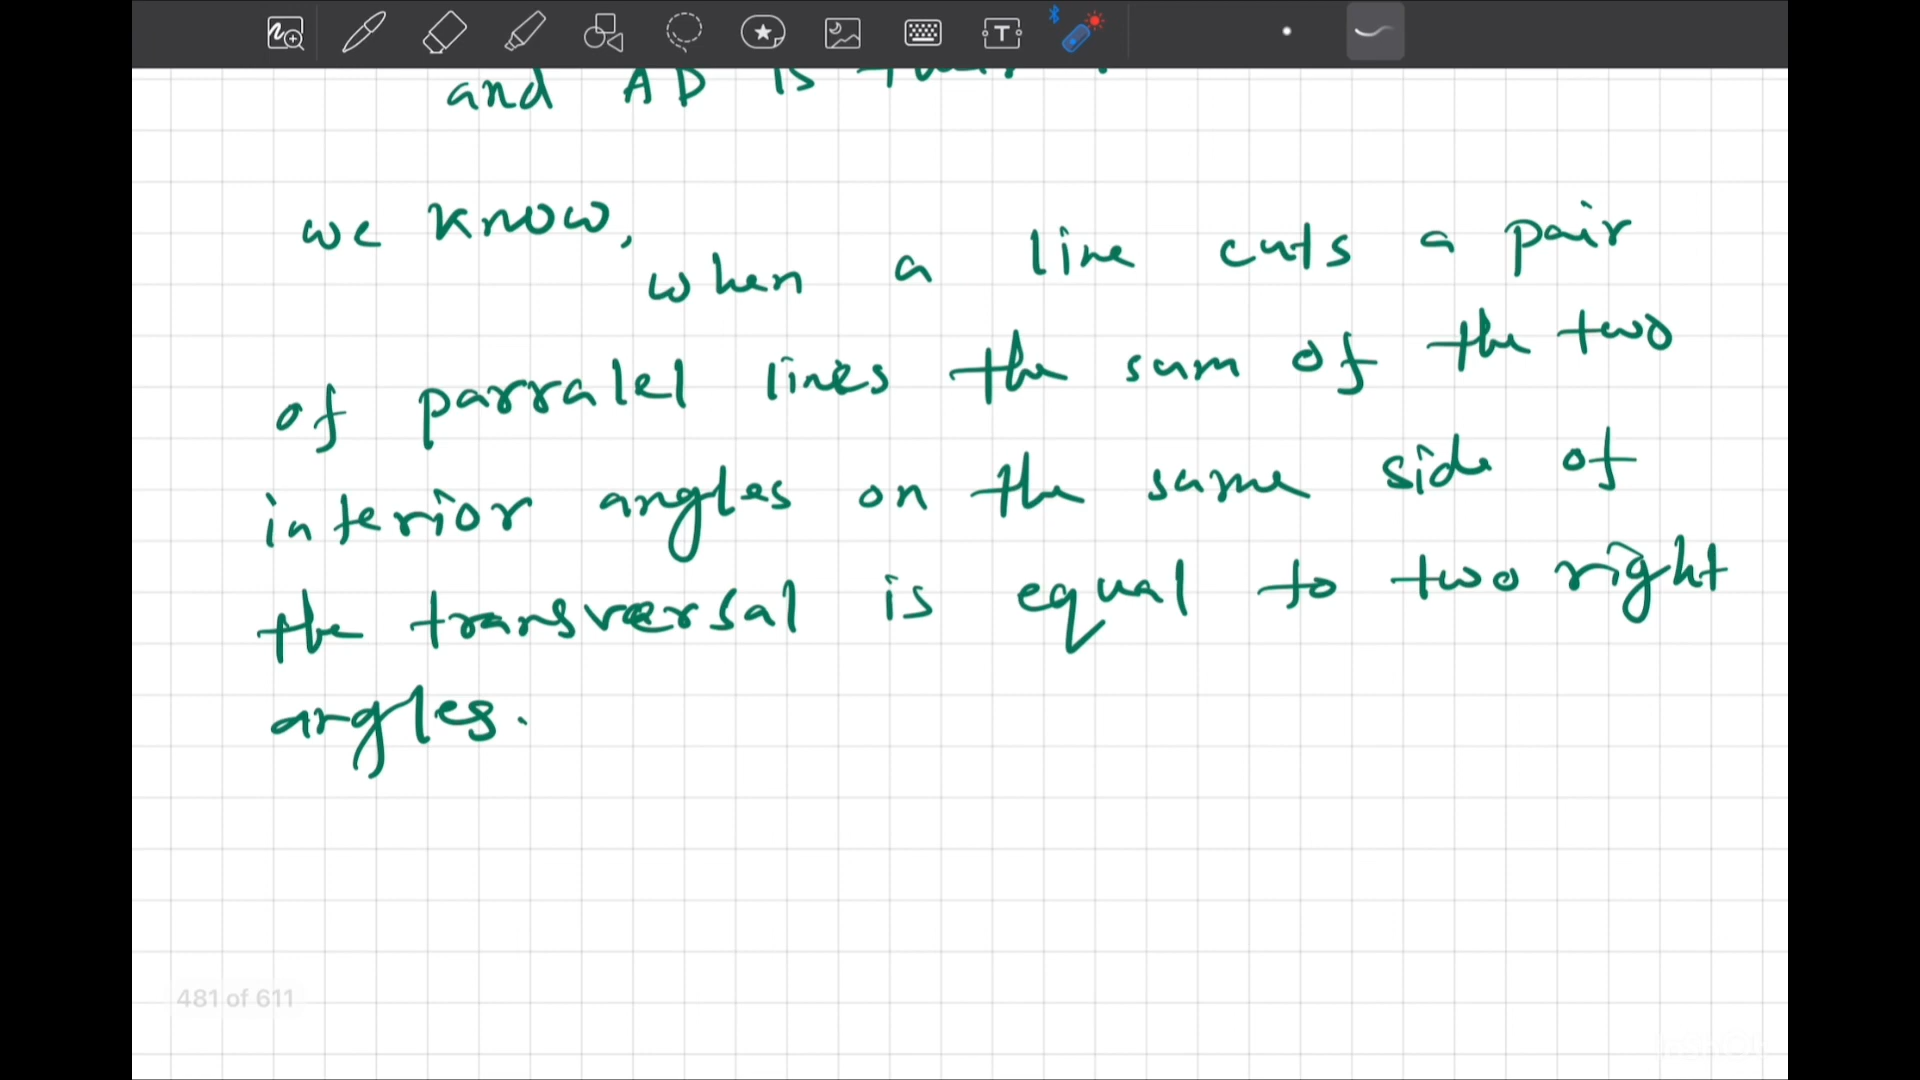 and AD is
we know,
when a line cuts a pair
of parralel lines the sum of the two
interior angles on the same side of
the transversal is equal to two right
angles.
481 of 611